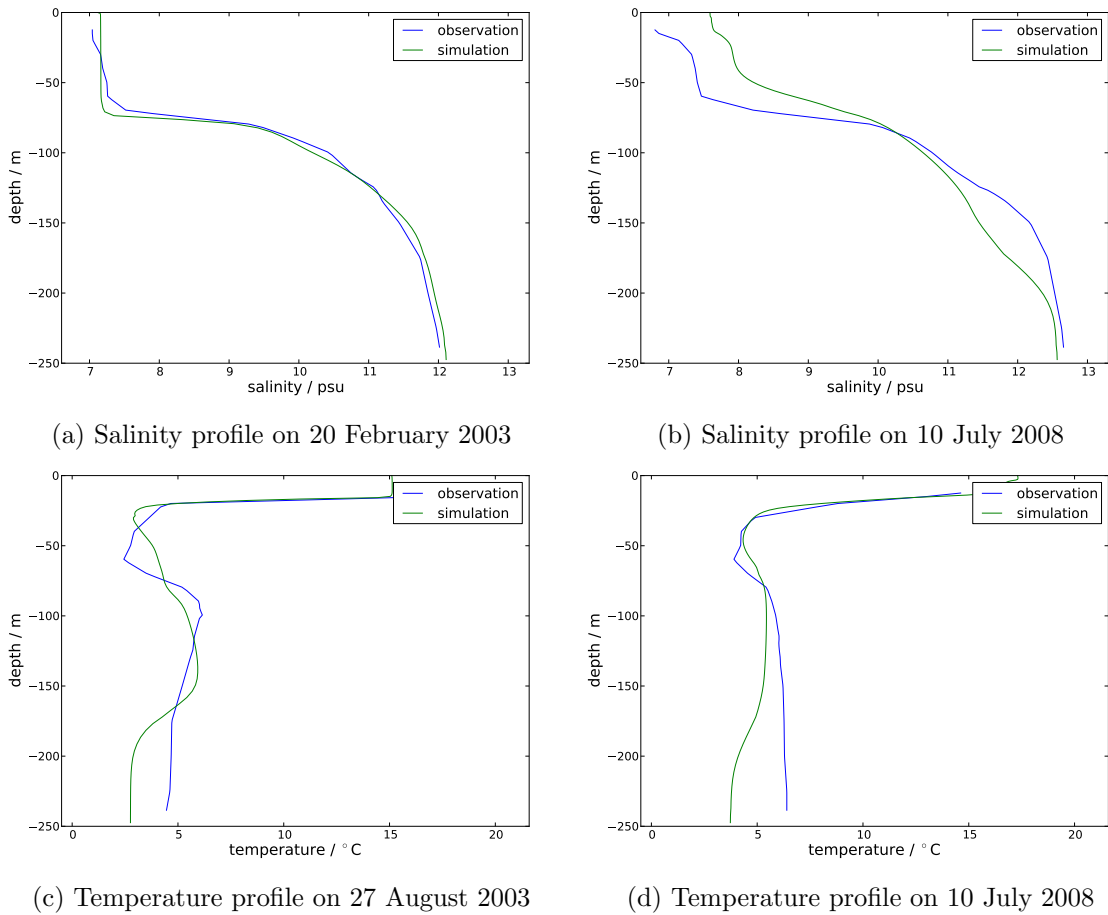 0
−50
−100
−150
−200
−250
depth / m
7 8 9 10 11 12 13
salinity / psu
observation
simulation
(a) Salinity profile on 20 February 2003
0
−50
−100
−150
−200
−250
depth / m
7 8 9 10 11 12 13
salinity / psu
observation
simulation
(b) Salinity profile on 10 July 2008
0
−50
−100
−150
−200
−250
depth / m
0 5 10 15 20
temperature / °C
observation
simulation
(c) Temperature profile on 27 August 2003
0
−50
−100
−150
−200
−250
depth / m
0 5 10 15 20
temperature / °C
observation
simulation
(d) Temperature profile on 10 July 2008